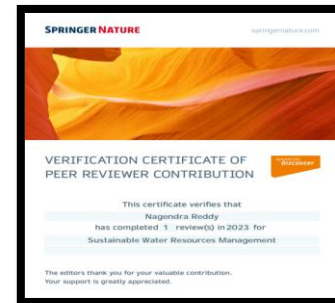 SPRINGER NATURE
springernature.com
VERIFICATION CERTIFICATE OF
PEER REVIEWER CONTRIBUTION
ADVANCING
DISCOVERY
This certificate verifies that
Nagendra Reddy
has completed 1 review(s) in 2023 for
Sustainable Water Resources Management
The editors thank you for your valuable contribution.
Your support is greatly appreciated.